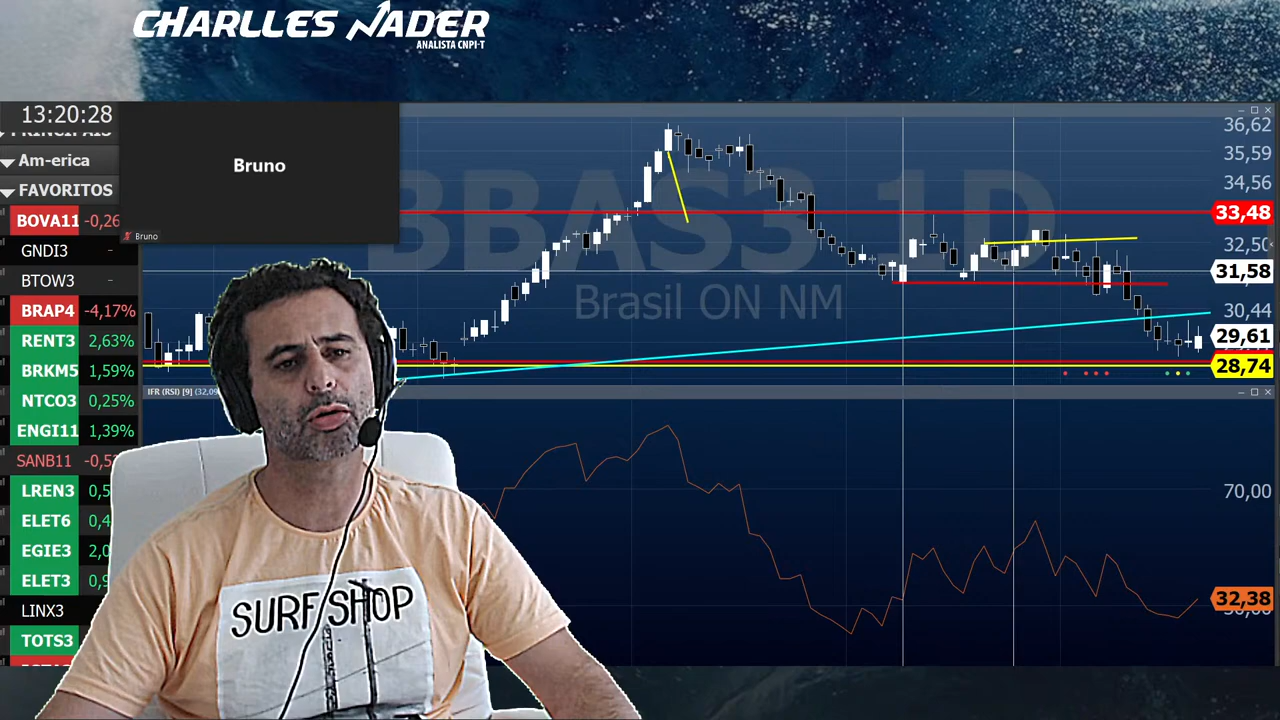 CHARLLES NADER
ANALISTA CNPI-T
13:20:28
Am-erica
FAVORITOS
BOVA11 -0,26
GNDI3 -
BTOW3 -
BRAP4 -4,17%
RENT3 2,63%
BRKM5 1,59%
NTCO3 0,25%
ENGI11 1,39%
SANB11
LREN3
ELET6
EGIE3
ELET3
LINX3
TOTS3
Bruno
Bruno
BBAS3 1D
Brasil ON NM
36,62
35,59
34,56
33,48
32,50
31,58
30,44
29,61
28,74
IFR (RSI) [9]
70,00
32,38
SURF SHOP